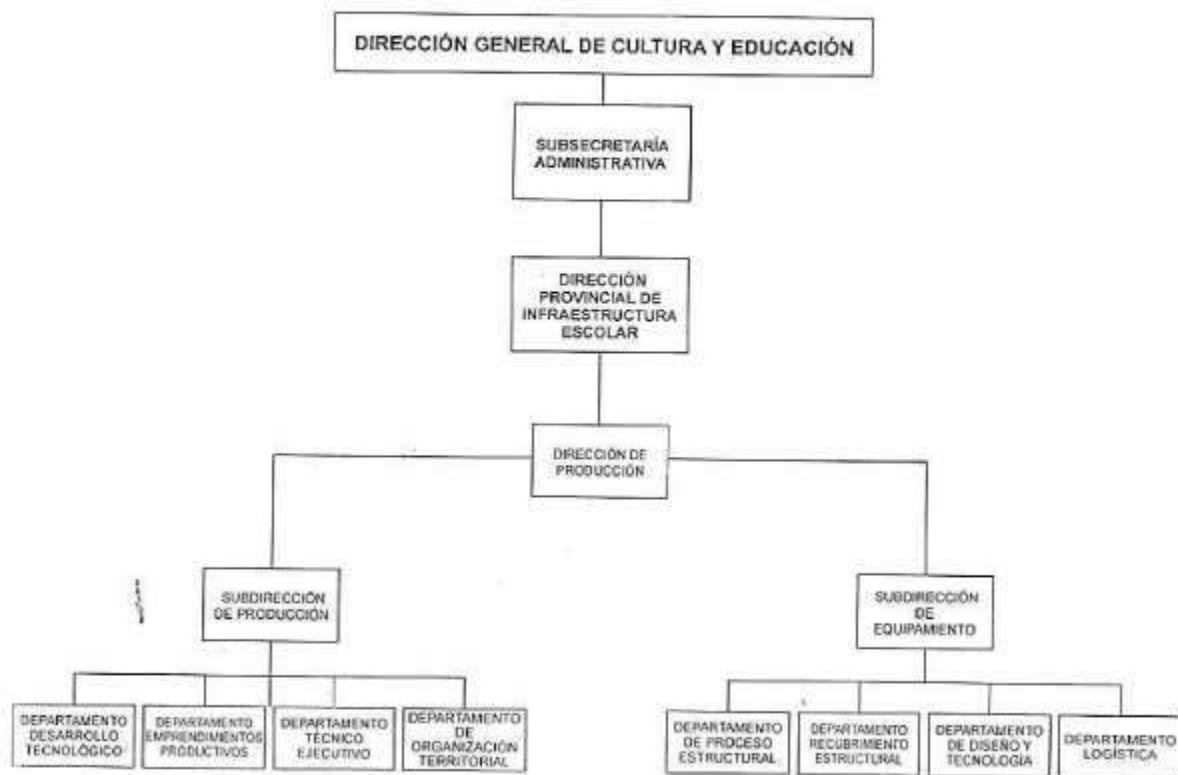 DIRECCIÓN GENERAL DE CULTURA Y EDUCACIÓN
SUBSECRETARÍA
ADMINISTRATIVA
DIRECCIÓN
PROVINCIAL DE
INFRAESTRUCTURA
ESCOLAR
DIRECCIÓN DE
PRODUCCIÓN
SUBDIRECCIÓN
DE PRODUCCIÓN
SUBDIRECCIÓN
DE
EQUIPAMIENTO
DEPARTAMENTO
DESARROLLO
TECNOLÓGICO
DEPARTAMENTO
EMPRENDIMIENTOS
PRODUCTIVOS
DEPARTAMENTO
TÉCNICO
EJECUTIVO
DEPARTAMENTO
DE
ORGANIZACIÓN
TERRITORIAL
DEPARTAMENTO
DE PROCESO
ESTRUCTURAL
DEPARTAMENTO
RECUBRIMIENTO
ESTRUCTURAL
DEPARTAMENTO
DE DISEÑO Y
TECNOLOGÍA
DEPARTAMENTO
LOGÍSTICA